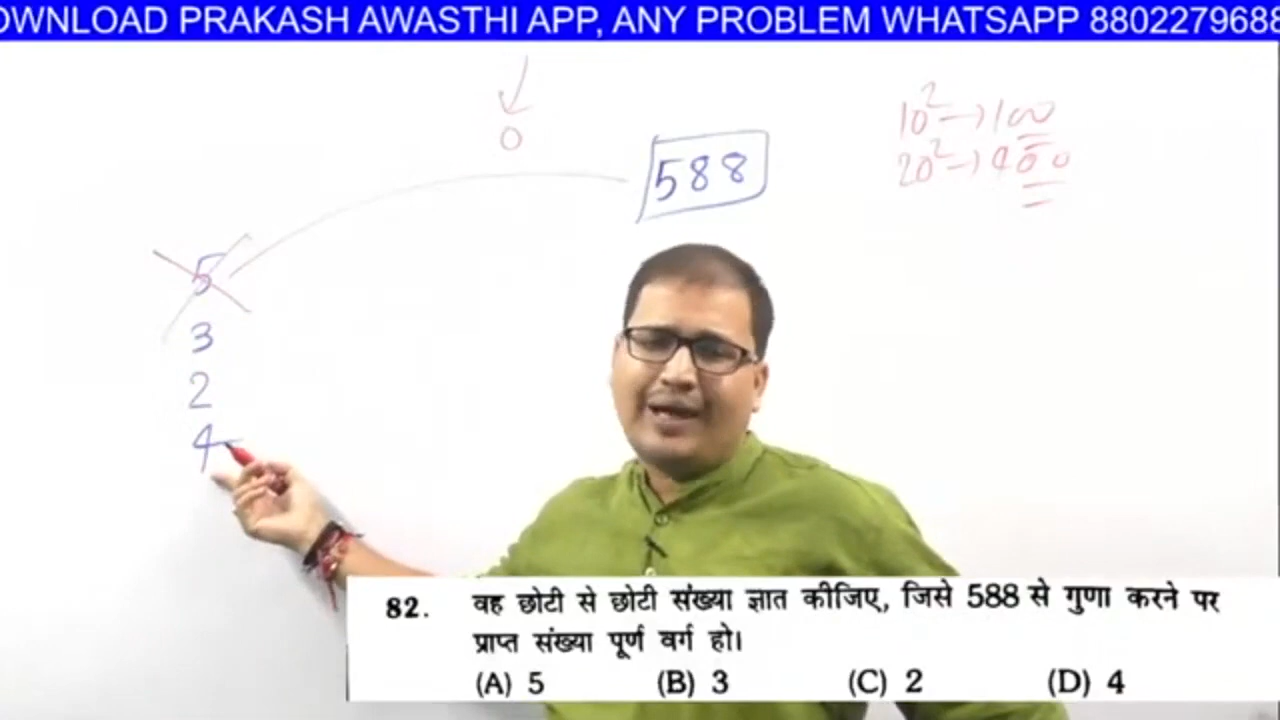 OWNLOAD PRAKASH AWASTHI APP, ANY PROBLEM WHATSAPP 8802279688
10² → 100
20² → 400
0
588
5
3
2
4
82. वह छोटी से छोटी संख्या ज्ञात कीजिए, जिसे 588 से गुणा करने पर
प्राप्त संख्या पूर्ण वर्ग हो।
(A) 5 (B) 3 (C) 2 (D) 4